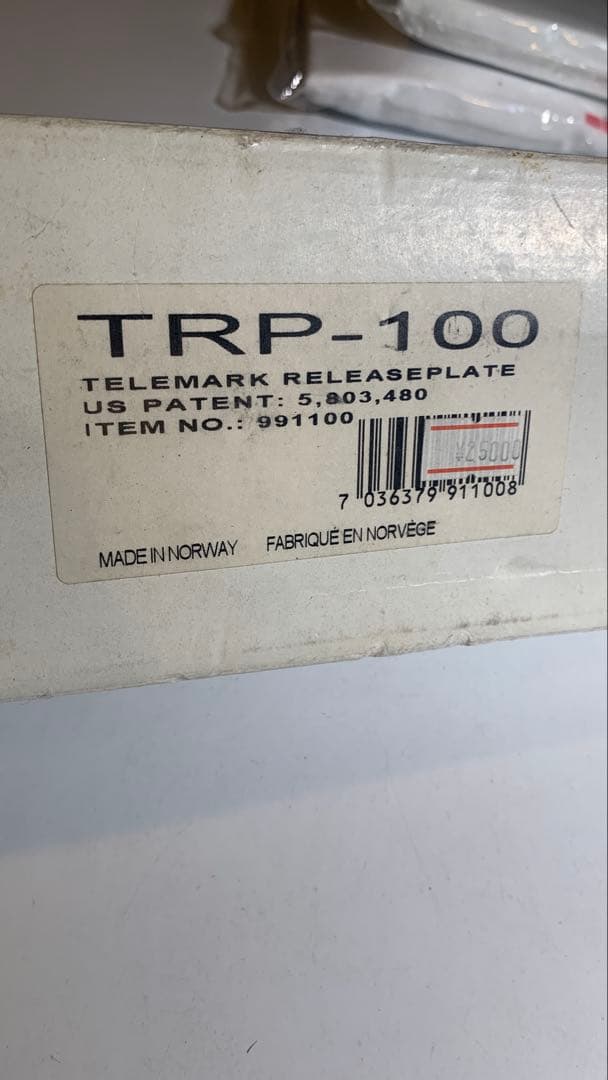 TRP-100
TELEMARK RELEASEPLATE
US PATENT: 5,803,480
ITEM NO.: 991100
¥25000
7 036379 911008
MADE IN NORWAY FABRIQUÉ EN NORVÈGE